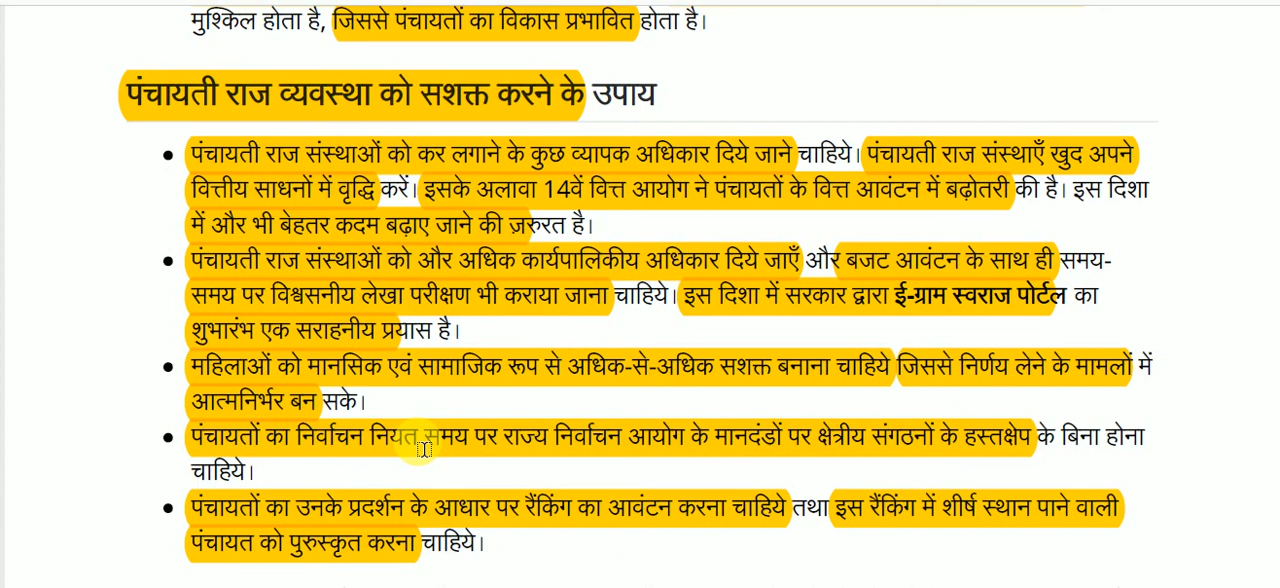 मुश्किल होता है, जिससे पंचायतों का विकास प्रभावित होता है।
पंचायती राज व्यवस्था को सशक्त करने के उपाय
पंचायती राज संस्थाओं को कर लगाने के कुछ व्यापक अधिकार दिये जाने चाहिये। पंचायती राज संस्थाएँ खुद अपने
वित्तीय साधनों में वृद्धि करें। इसके अलावा 14वें वित्त आयोग ने पंचायतों के वित्त आवंटन में बढ़ोतरी की है। इस दिशा
में और भी बेहतर कदम बढ़ाए जाने की ज़रुरत है।
पंचायती राज संस्थाओं को और अधिक कार्यपालिकीय अधिकार दिये जाएँ और बजट आवंटन के साथ ही समय-
समय पर विश्वसनीय लेखा परीक्षण भी कराया जाना चाहिये। इस दिशा में सरकार द्वारा ई-ग्राम स्वराज पोर्टल का
शुभारंभ एक सराहनीय प्रयास है।
महिलाओं को मानसिक एवं सामाजिक रूप से अधिक-से-अधिक सशक्त बनाना चाहिये जिससे निर्णय लेने के मामलों में
आत्मनिर्भर बन सके।
पंचायतों का निर्वाचन नियत समय पर राज्य निर्वाचन आयोग के मानदंडों पर क्षेत्रीय संगठनों के हस्तक्षेप के बिना होना
चाहिये।
पंचायतों का उनके प्रदर्शन के आधार पर रैंकिंग का आवंटन करना चाहिये तथा इस रैंकिंग में शीर्ष स्थान पाने वाली
पंचायत को पुरुस्कृत करना चाहिये।